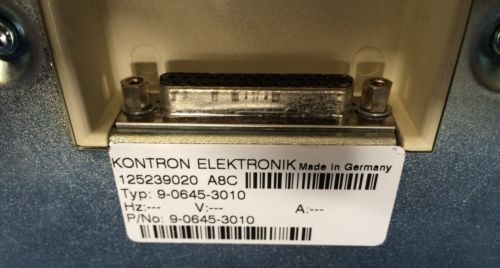 KONTRON ELEKTRONIK Made in Germany
125239020 A8C
Typ: 9-0645-3010
Hz:--- V:--- A:---
P/No: 9-0645-3010